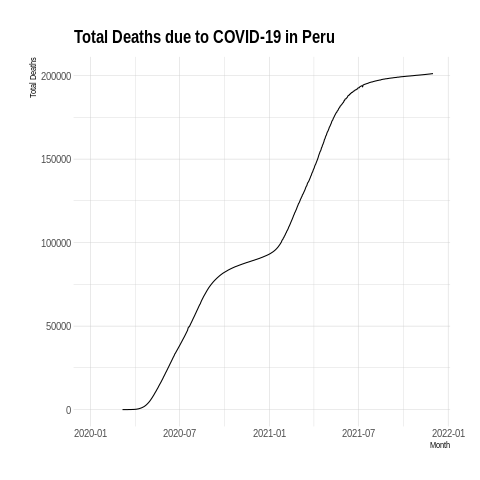 Total Deaths due to COVID-19 in Peru
Total Deaths
200000
150000
100000
50000
0
2020-01 2020-07 2021-01 2021-07 2022-01
Month